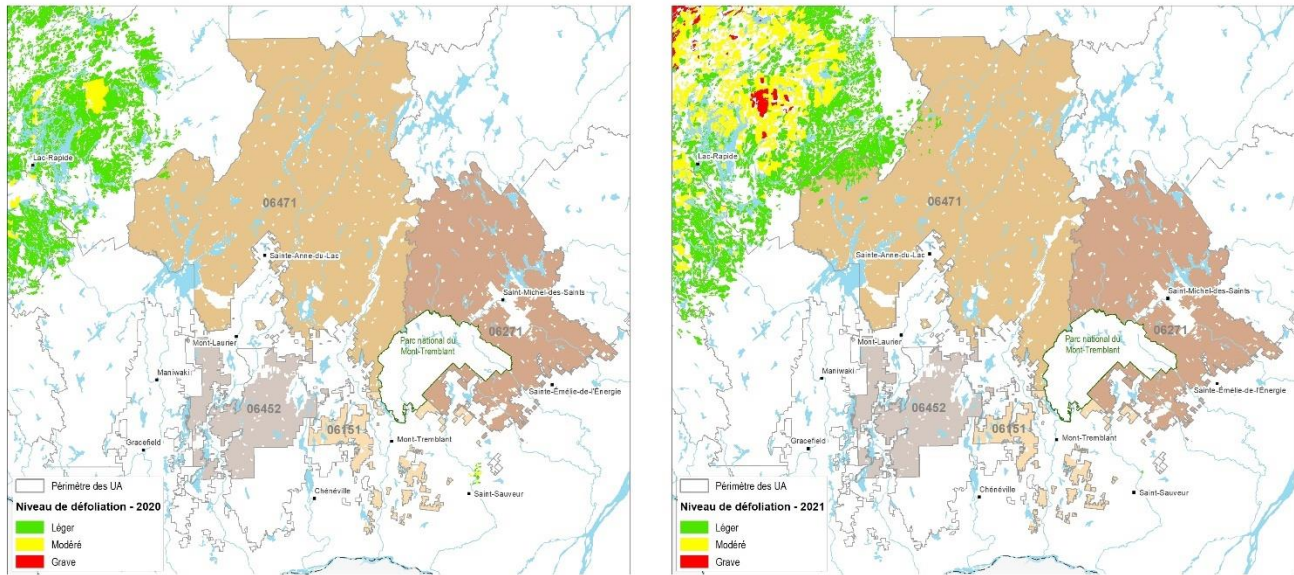 Lac-Rapide
06471
Sainte-Anne-du-Lac
Saint-Michel-des-Saints
06271
Parc national du
Mont-Tremblant
Mont-Laurier
Maniwaki
Sainte-Émélie-de-l'Énergie
06452
06151
Gracefield
Mont-Tremblant
Chénéville
Saint-Sauveur
Périmètre des UA
Niveau de défoliation - 2020
Léger
Modéré
Grave
Lac-Rapide
06471
Sainte-Anne-du-Lac
Saint-Michel-des-Saints
06271
Parc national du
Mont-Tremblant
Mont-Laurier
Maniwaki
Sainte-Émélie-de-l'Énergie
06452
06151
Gracefield
Mont-Tremblant
Chénéville
Saint-Sauveur
Périmètre des UA
Niveau de défoliation - 2021
Léger
Modéré
Grave